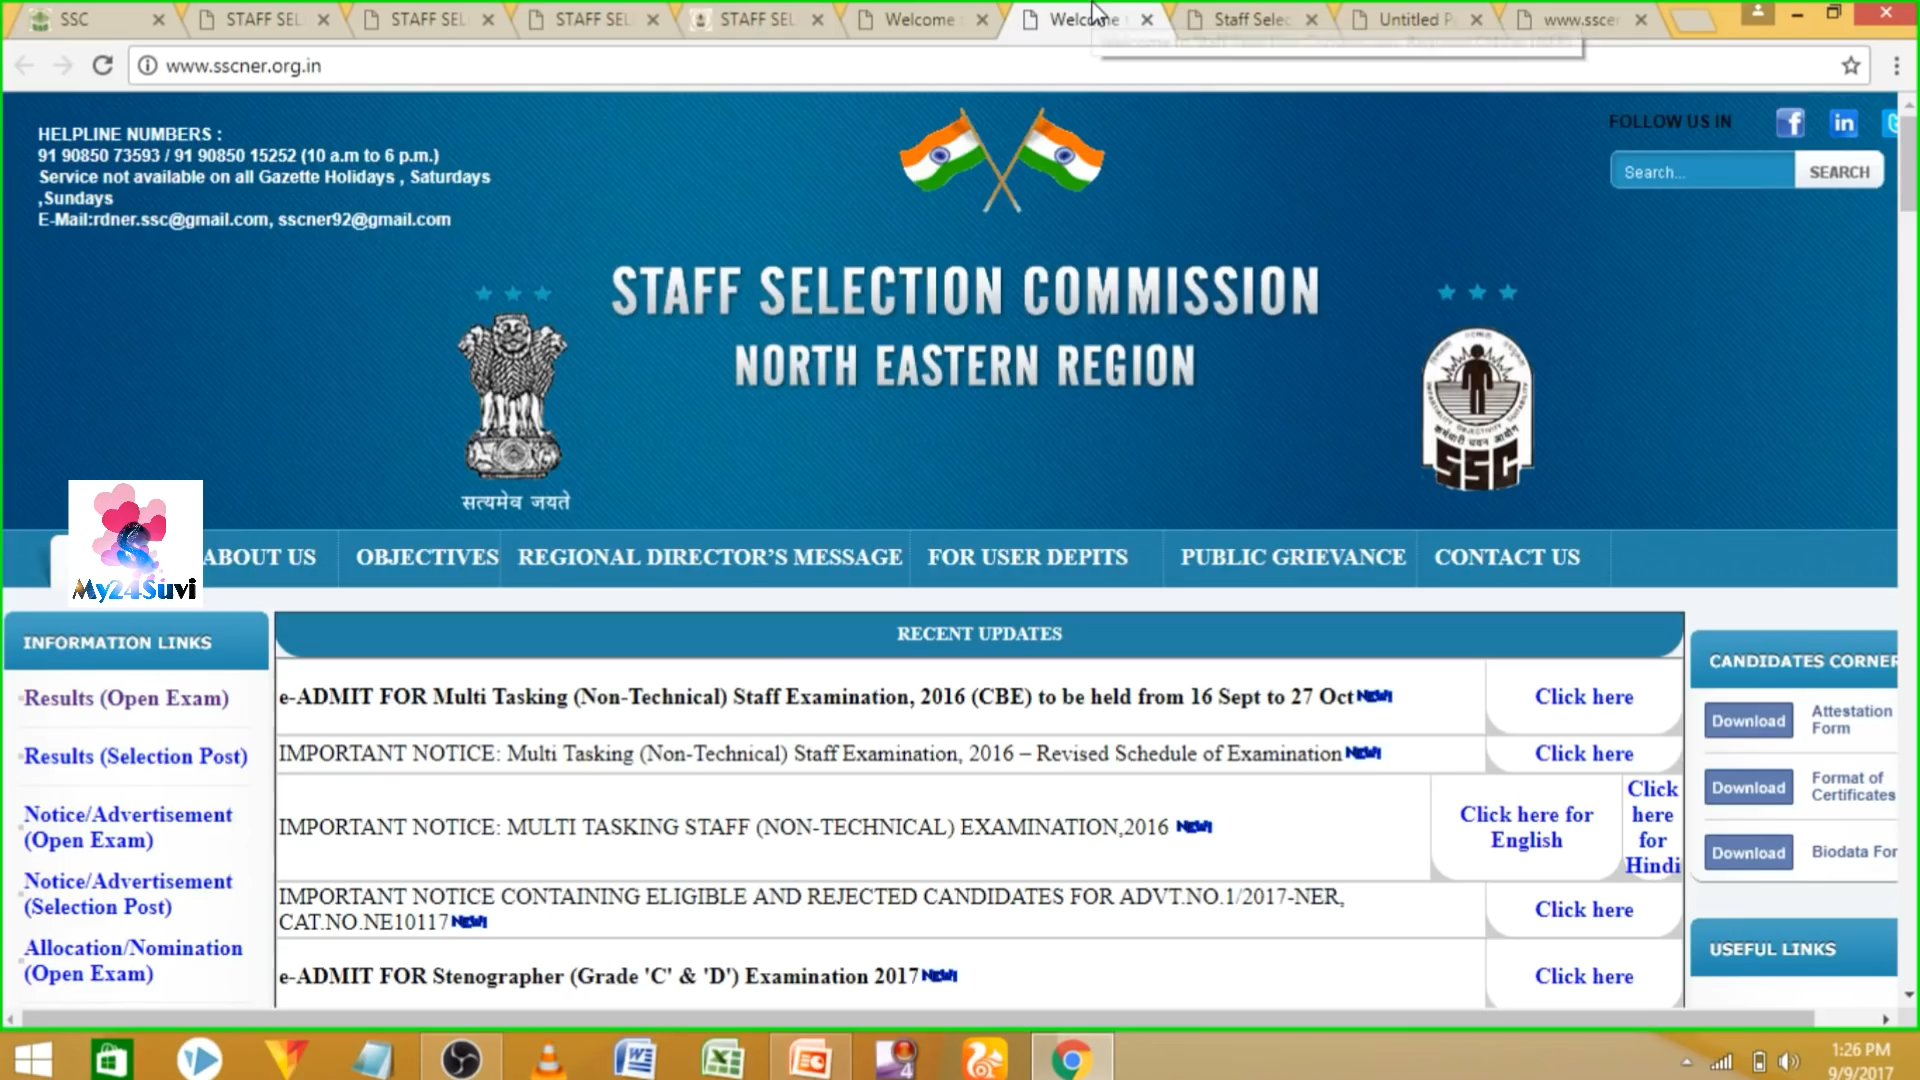 SSC
STAFF SEL
STAFF SEL
STAFF SEL
STAFF SEL
Welcome
Welcome
Staff Selec
Untitled P
www.sscer
www.sscner.org.in
HELPLINE NUMBERS :
91 90850 73593 / 91 90850 15252 (10 a.m to 6 p.m.)
Service not available on all Gazette Holidays , Saturdays
,Sundays
E-Mail:rdner.ssc@gmail.com, sscner92@gmail.com
FOLLOW US IN
Search...
SEARCH
STAFF SELECTION COMMISSION
NORTH EASTERN REGION
सत्यमेव जयते
SSC
My24Suvi
ABOUT US
OBJECTIVES
REGIONAL DIRECTOR'S MESSAGE
FOR USER DEPITS
PUBLIC GRIEVANCE
CONTACT US
INFORMATION LINKS
Results (Open Exam)
Results (Selection Post)
Notice/Advertisement
(Open Exam)
Notice/Advertisement
(Selection Post)
Allocation/Nomination
(Open Exam)
RECENT UPDATES
e-ADMIT FOR Multi Tasking (Non-Technical) Staff Examination, 2016 (CBE) to be held from 16 Sept to 27 Oct NEW!
Click here
IMPORTANT NOTICE: Multi Tasking (Non-Technical) Staff Examination, 2016 – Revised Schedule of Examination NEW!
Click here
IMPORTANT NOTICE: MULTI TASKING STAFF (NON-TECHNICAL) EXAMINATION,2016 NEW!
Click here for
English
Click
here
for
Hindi
IMPORTANT NOTICE CONTAINING ELIGIBLE AND REJECTED CANDIDATES FOR ADVT.NO.1/2017-NER,
CAT.NO.NE10117 NEW!
Click here
e-ADMIT FOR Stenographer (Grade 'C' & 'D') Examination 2017 NEW!
Click here
CANDIDATES CORNER
Download
Attestation
Form
Download
Format of
Certificates
Download
Biodata For
USEFUL LINKS
1:26 PM
9/9/2017